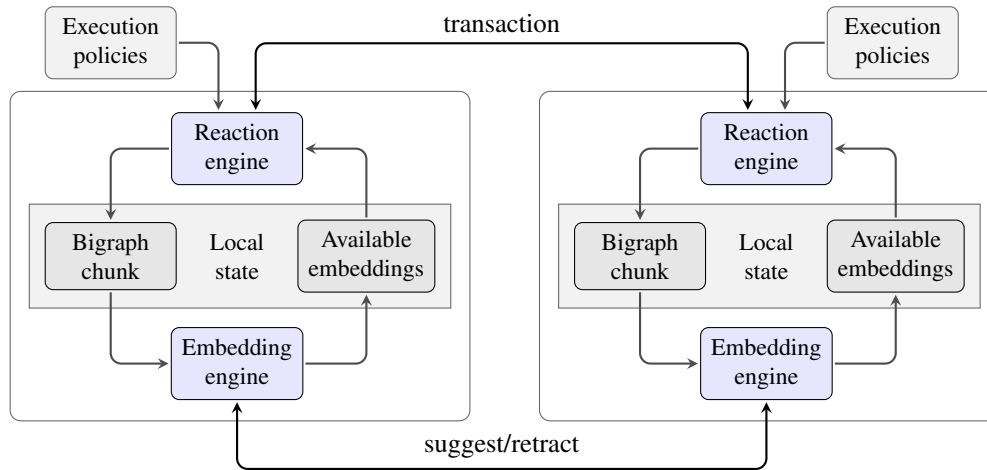 Execution
policies
transaction
Execution
policies
Reaction
engine
Reaction
engine
Bigraph
chunk
Local
state
Available
embeddings
Bigraph
chunk
Local
state
Available
embeddings
Embedding
engine
Embedding
engine
suggest/retract